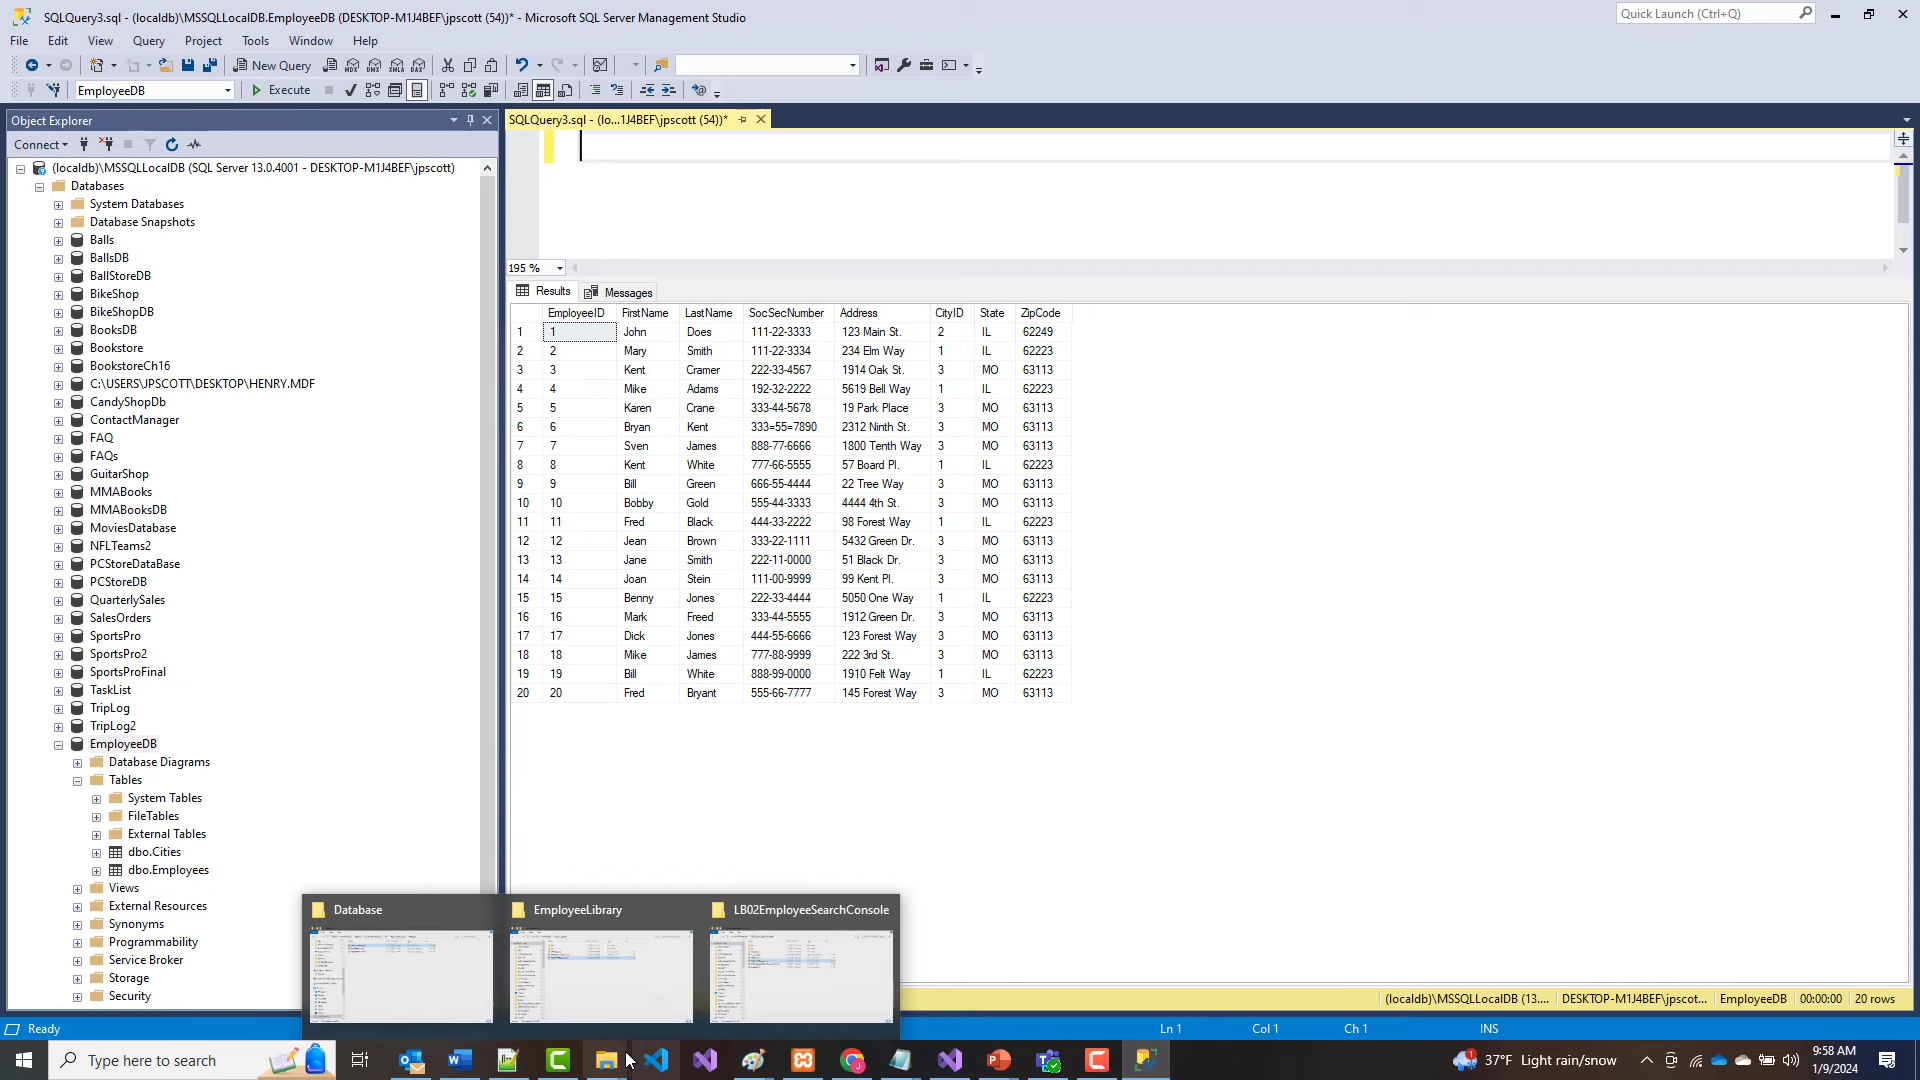 SQLQuery3.sql - (localdb)\MSSQLLocalDB.EmployeeDB (DESKTOP-M1J4BEF\jpscott (54))* - Microsoft SQL Server Management Studio
Quick Launch (Ctrl+Q)
File Edit View Query Project Tools Window Help
New Query MDX DMX XMLA DAX
EmployeeDB Execute
Object Explorer
SQLQuery3.sql - (lo...1J4BEF\jpscott (54))*
Connect
(localdb)\MSSQLLocalDB (SQL Server 13.0.4001 - DESKTOP-M1J4BEF\jpscott)
Databases
System Databases
Database Snapshots
Balls
BallsDB
BallStoreDB
BikeShop
BikeShopDB
BooksDB
Bookstore
BookstoreCh16
C:\USERS\JPSCOTT\DESKTOP\HENRY.MDF
CandyShopDb
ContactManager
FAQ
FAQs
GuitarShop
MMABooks
MMABooksDB
MoviesDatabase
NFLTeams2
PCStoreDataBase
PCStoreDB
QuarterlySales
SalesOrders
SportsPro
SportsPro2
SportsProFinal
TaskList
TripLog
TripLog2
EmployeeDB
Database Diagrams
Tables
System Tables
FileTables
External Tables
dbo.Cities
dbo.Employees
Views
External Resources
Synonyms
Programmability
Service Broker
Storage
Security
195 %
Results Messages
EmployeeID FirstName LastName SocSecNumber Address CityID State ZipCode
1 1 John Does 111-22-3333 123 Main St. 2 IL 62249
2 2 Mary Smith 111-22-3334 234 Elm Way 1 IL 62223
3 3 Kent Cramer 222-33-4567 1914 Oak St. 3 MO 63113
4 4 Mike Adams 192-32-2222 5619 Bell Way 1 IL 62223
5 5 Karen Crane 333-44-5678 19 Park Place 3 MO 63113
6 6 Bryan Kent 333=55=7890 2312 Ninth St. 3 MO 63113
7 7 Sven James 888-77-6666 1800 Tenth Way 3 MO 63113
8 8 Kent White 777-66-5555 57 Board Pl. 1 IL 62223
9 9 Bill Green 666-55-4444 22 Tree Way 3 MO 63113
10 10 Bobby Gold 555-44-3333 4444 4th St. 3 MO 63113
11 11 Fred Black 444-33-2222 98 Forest Way 1 IL 62223
12 12 Jean Brown 333-22-1111 5432 Green Dr. 3 MO 63113
13 13 Jane Smith 222-11-0000 51 Black Dr. 3 MO 63113
14 14 Joan Stein 111-00-9999 99 Kent Pl. 3 MO 63113
15 15 Benny Jones 222-33-4444 5050 One Way 1 IL 62223
16 16 Mark Freed 333-44-5555 1912 Green Dr. 3 MO 63113
17 17 Dick Jones 444-55-6666 123 Forest Way 3 MO 63113
18 18 Mike James 777-88-9999 222 3rd St. 3 MO 63113
19 19 Bill White 888-99-0000 1910 Felt Way 1 IL 62223
20 20 Fred Bryant 555-66-7777 145 Forest Way 3 MO 63113
Database EmployeeLibrary LB02EmployeeSearchConsole
(localdb)\MSSQLLocalDB (13.... DESKTOP-M1J4BEF\jpscot... EmployeeDB 00:00:00 20 rows
Ready Ln 1 Col 1 Ch 1 INS
Type here to search
37°F Light rain/snow
9:58 AM
1/9/2024